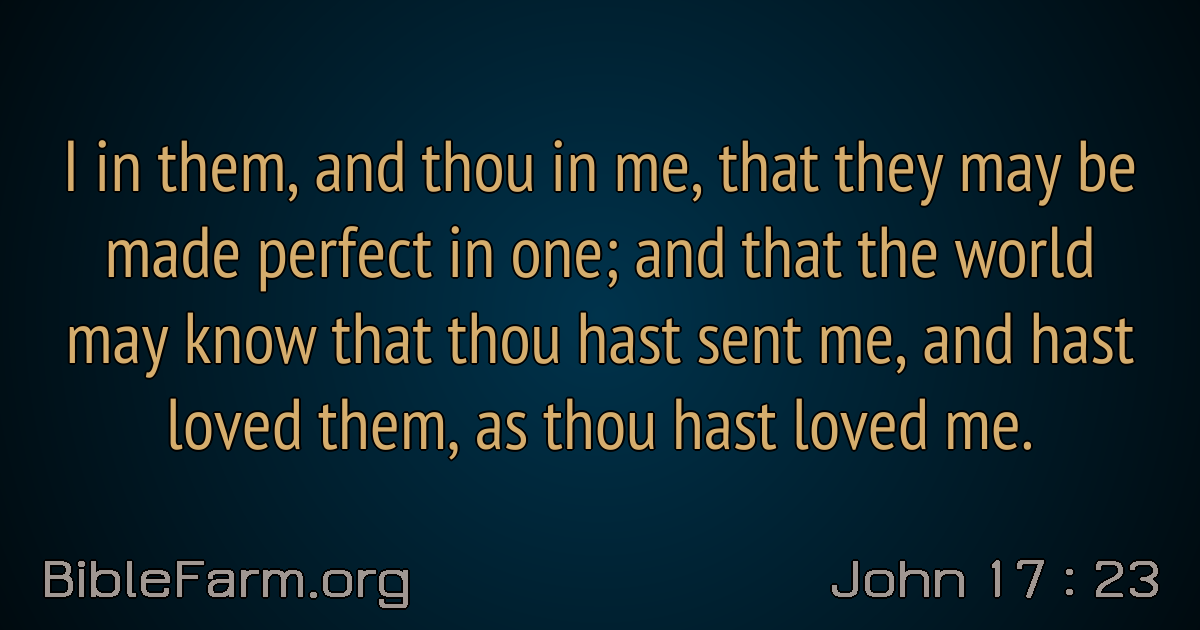 I in them, and thou in me, that they may be
made perfect in one; and that the world
may know that thou hast sent me, and hast
loved them, as thou hast loved me.
BibleFarm.org
John 17 : 23